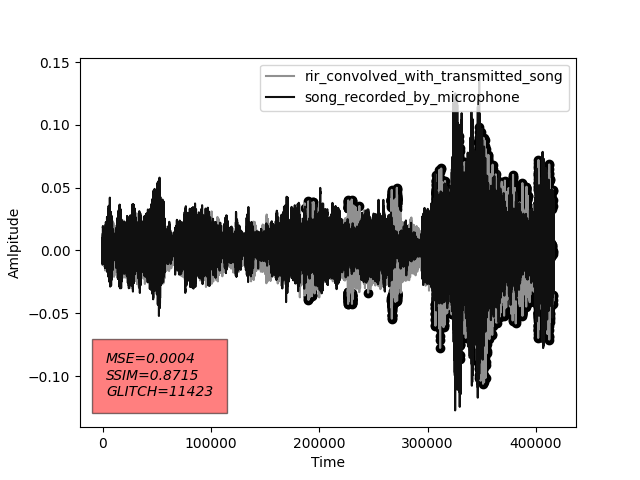 0.15
rir_convolved_with_transmitted_song
song_recorded_by_microphone
0.10
0.05
0.00
−0.05
−0.10
Amlpitude
MSE=0.0004
SSIM=0.8715
GLITCH=11423
0 100000 200000 300000 400000
Time